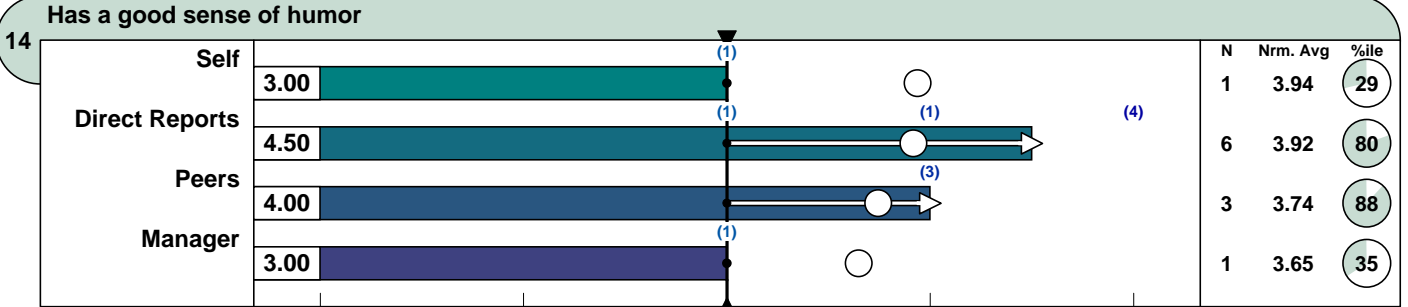 Has a good sense of humor
14
N Nrm. Avg %ile
Self (1)
3.00 1 3.94 29
Direct Reports (1) (1) (4)
4.50 6 3.92 80
Peers (3)
4.00 3 3.74 88
Manager (1)
3.00 1 3.65 35